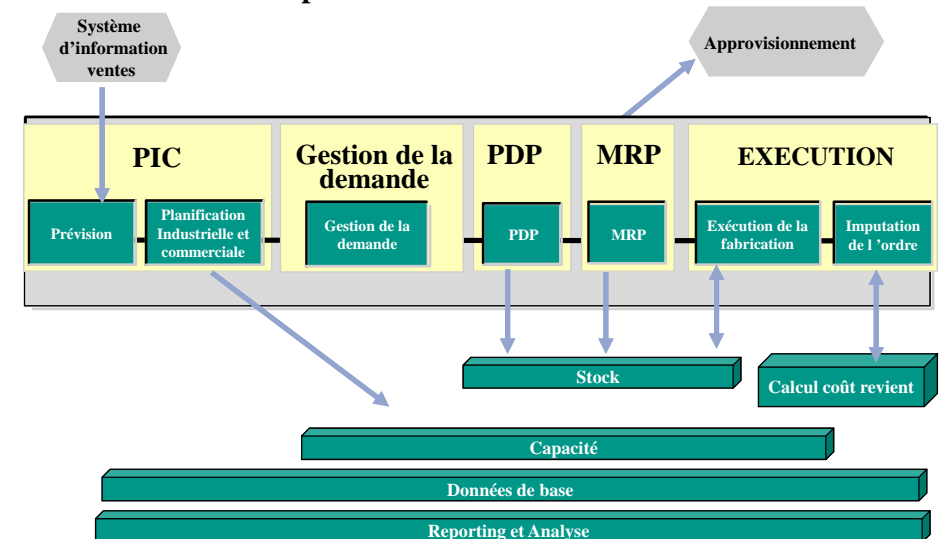 Système
d'information
ventes
Approvisionnement
PIC
Gestion de la
demande
PDP
MRP
EXECUTION
Prévision
Planification
Industrielle et
commerciale
Gestion de la
demande
PDP
MRP
Exécution de la
fabrication
Imputation
de l ’ordre
Stock
Calcul coût revient
Capacité
Données de base
Reporting et Analyse